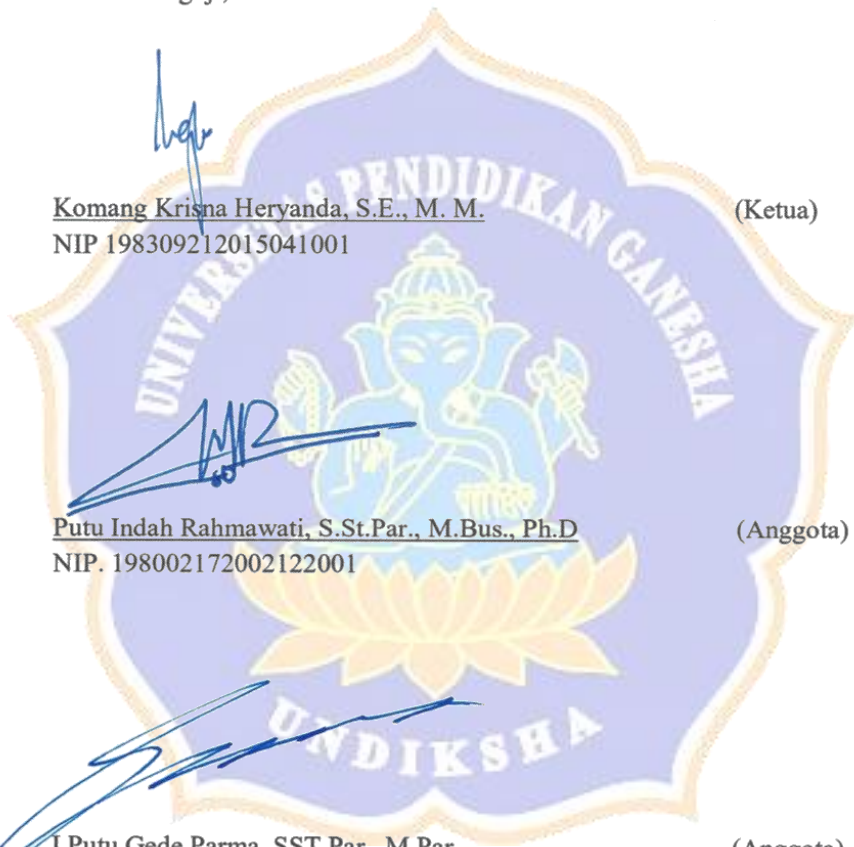 Komang Krisna Heryanda, S.E., M. M. (Ketua)
NIP 198309212015041001
UNIVERSITAS PENDIDIKAN GANESHA
Putu Indah Rahmawati, S.St.Par., M.Bus., Ph.D (Anggota)
NIP. 198002172002122001
UNDIKSHA
I Putu Gede Parma, SST.Par., M.Par. (Anggota)